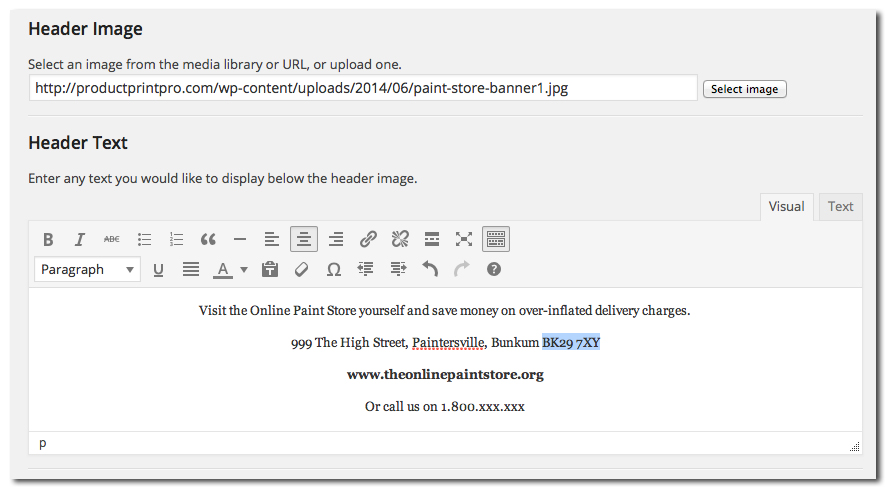 Header Image
Select an image from the media library or URL, or upload one.
http://productprintpro.com/wp-content/uploads/2014/06/paint-store-banner1.jpg Select image
Header Text
Enter any text you would like to display below the header image.
Visual Text
B I ABC
Paragraph U A
Visit the Online Paint Store yourself and save money on over-inflated delivery charges.
999 The High Street, Paintersville, Bunkum BK29 7XY
www.theonlinepaintstore.org
Or call us on 1.800.xxx.xxx
p